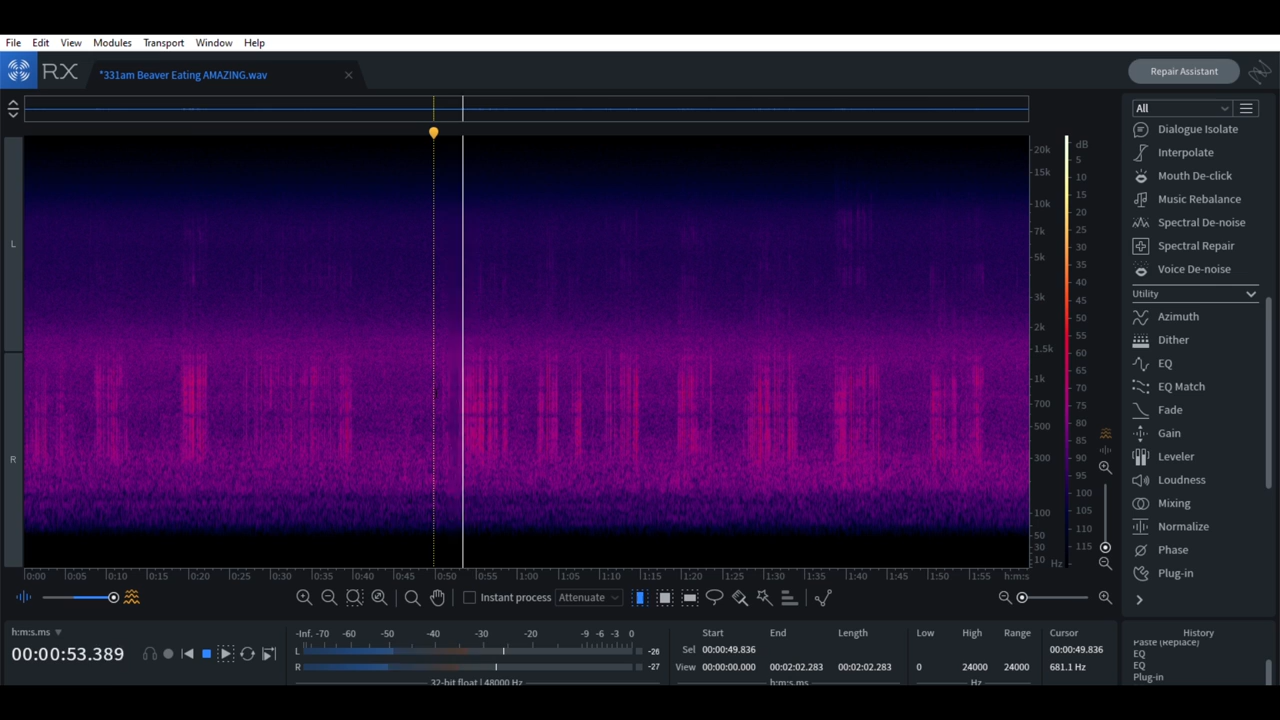 File Edit View Modules Transport Window Help
RX *331am Beaver Eating AMAZING.wav Repair Assistant
All
Dialogue Isolate
Interpolate
Mouth De-click
Music Rebalance
Spectral De-noise
Spectral Repair
Voice De-noise
Utility
Azimuth
Dither
EQ
EQ Match
Fade
Gain
Leveler
Loudness
Mixing
Normalize
Phase
Plug-in
L
R
20k
15k
10k
7k
5k
3k
2k
1.5k
1k
700
500
300
100
50
30
10
Hz
dB
5
10
15
20
25
30
35
40
45
50
55
60
65
70
75
80
85
90
95
100
105
110
115
0:00 0:05 0:10 0:15 0:20 0:25 0:30 0:35 0:40 0:45 0:50 0:55 1:00 1:05 1:10 1:15 1:20 1:25 1:30 1:35 1:40 1:45 1:50 1:55 h:m:s
Instant process Attenuate
h:m:s.ms
00:00:53.389
-Inf. -70 -60 -50 -40 -30 -20 -9 -6 -3 0
L -26
R -27
32-bit float | 48000 Hz
Start End Length
Sel 00:00:49.836
View 00:00:00.000 00:02:02.283 00:02:02.283
h:m:s.ms
Low High Range
0 24000 24000
Hz
Cursor
00:00:49.836
681.1 Hz
History
Paste (Replace)
EQ
EQ
Plug-in